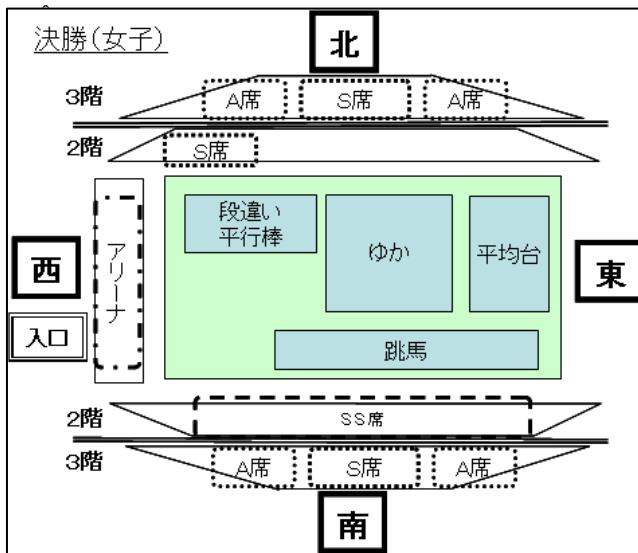 決勝(女子)
北
3階
A席
S席
A席
2階
S席
段違い
平行棒
ゆか
平均台
アリーナ
西
東
入口
跳馬
2階
SS席
3階
A席
S席
A席
南